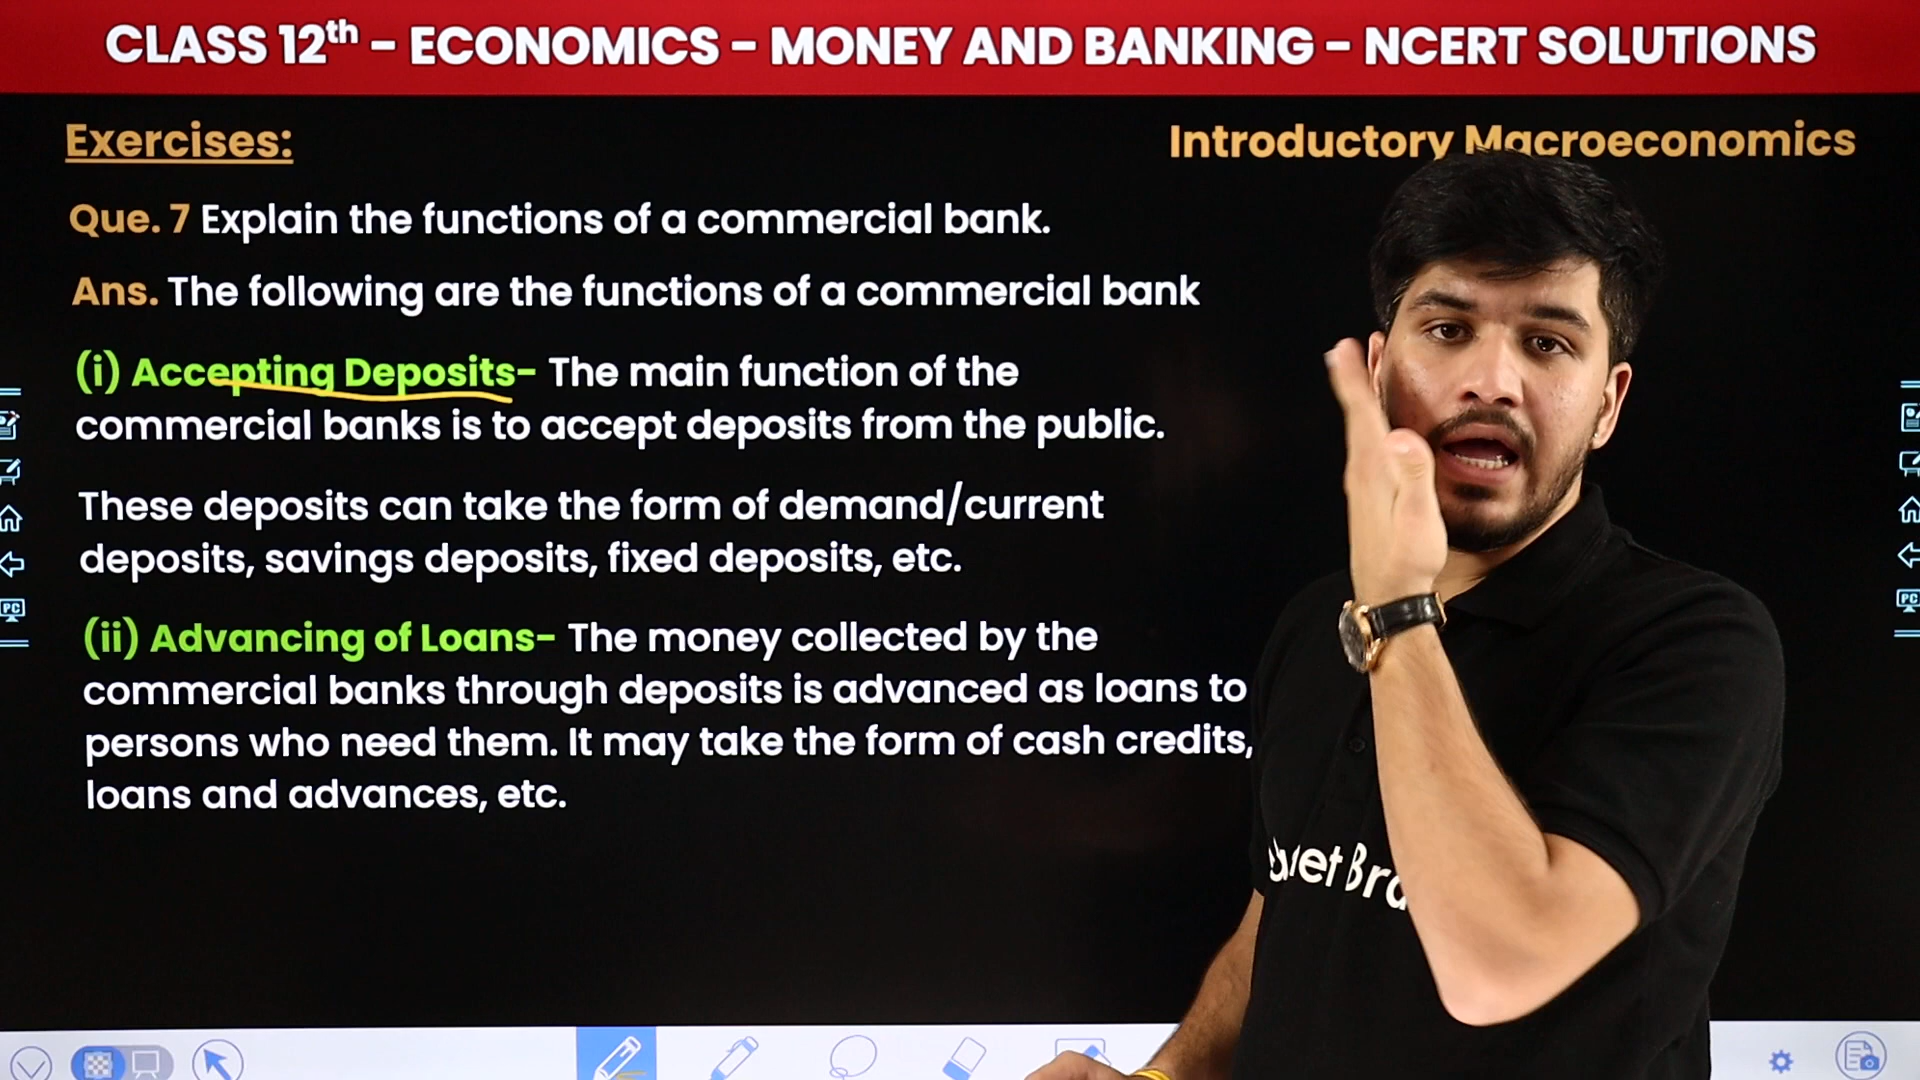 CLASS 12th - ECONOMICS - MONEY AND BANKING - NCERT SOLUTIONS
Exercises:
Introductory Macroeconomics
Que. 7 Explain the functions of a commercial bank.
Ans. The following are the functions of a commercial bank
(i) Accepting Deposits- The main function of the
commercial banks is to accept deposits from the public.
These deposits can take the form of demand/current
deposits, savings deposits, fixed deposits, etc.
(ii) Advancing of Loans- The money collected by the
commercial banks through deposits is advanced as loans to
persons who need them. It may take the form of cash credits,
loans and advances, etc.
PC
PC